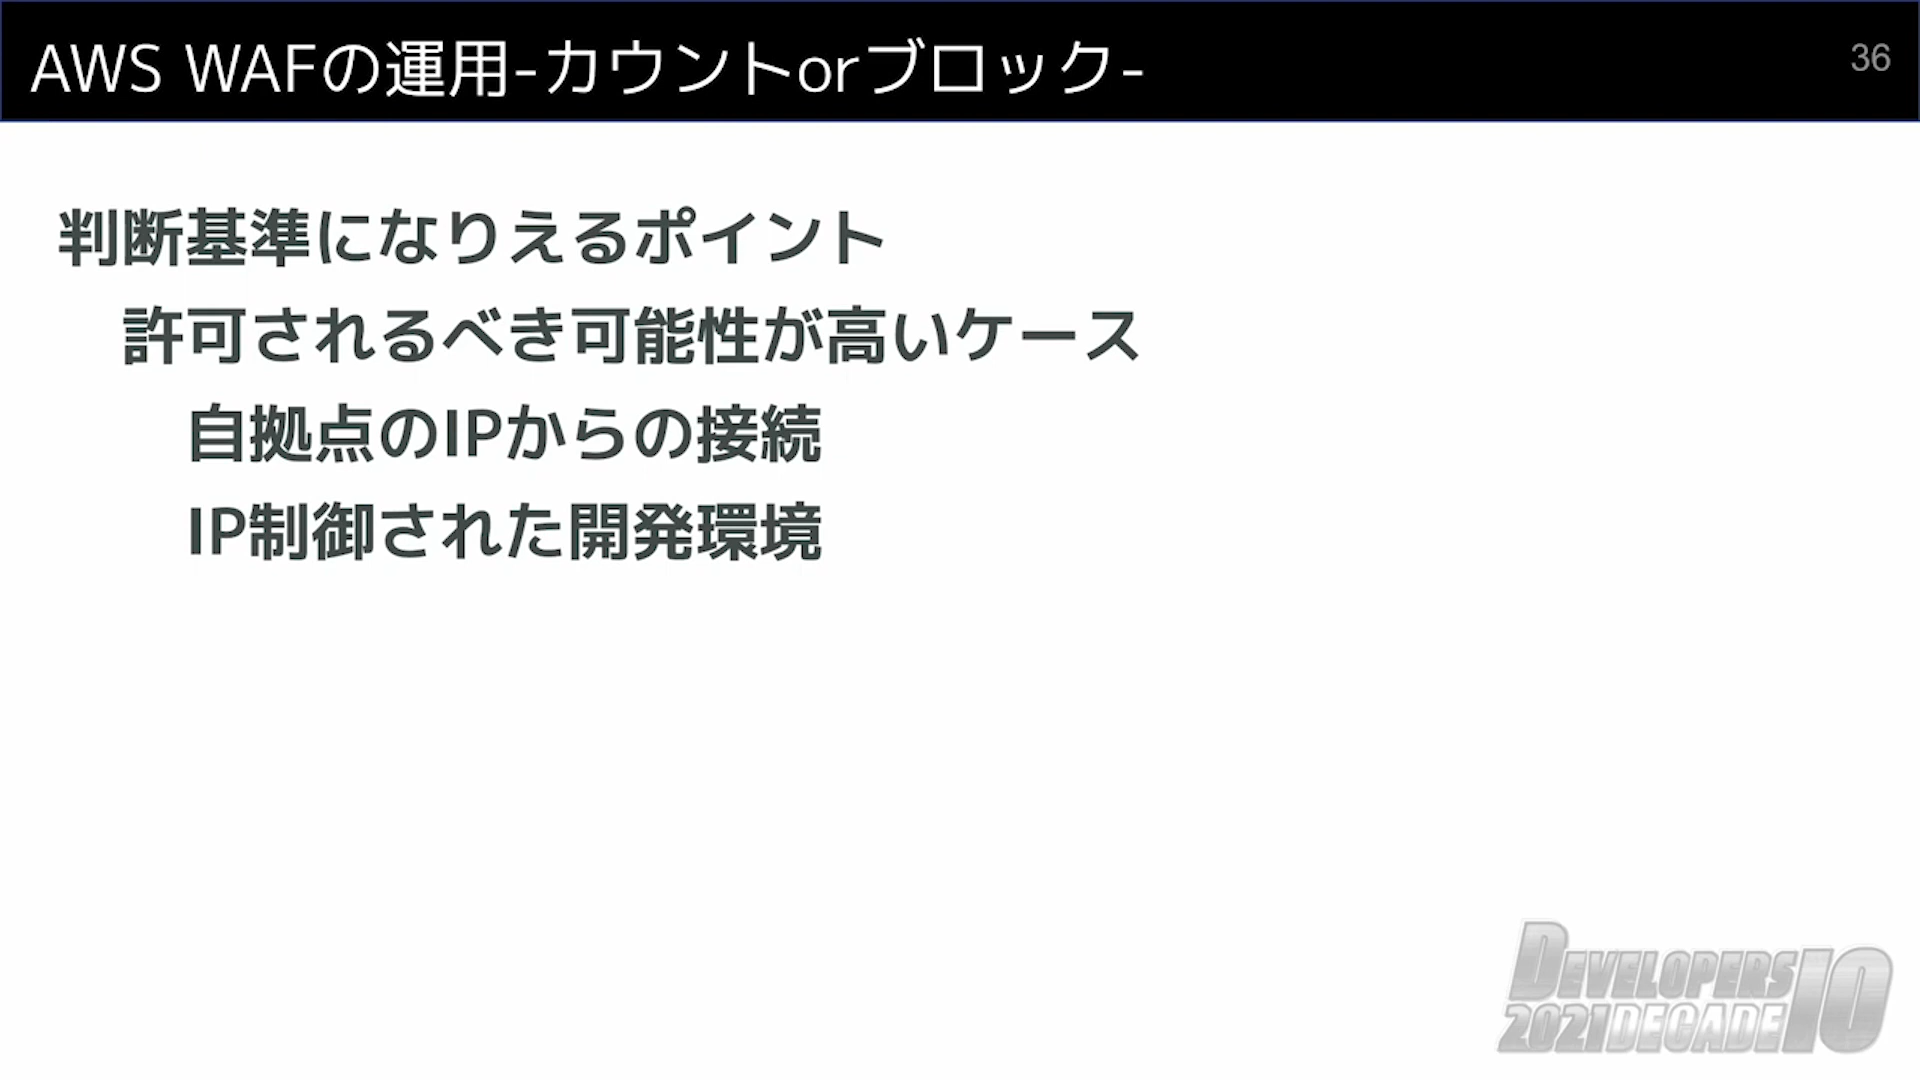 AWS WAFの運用-カウントorブロック-
36
判断基準になりえるポイント
許可されるべき可能性が高いケース
自拠点のIPからの接続
IP制御された開発環境
DEVELOPERS
2021 DECADE 10